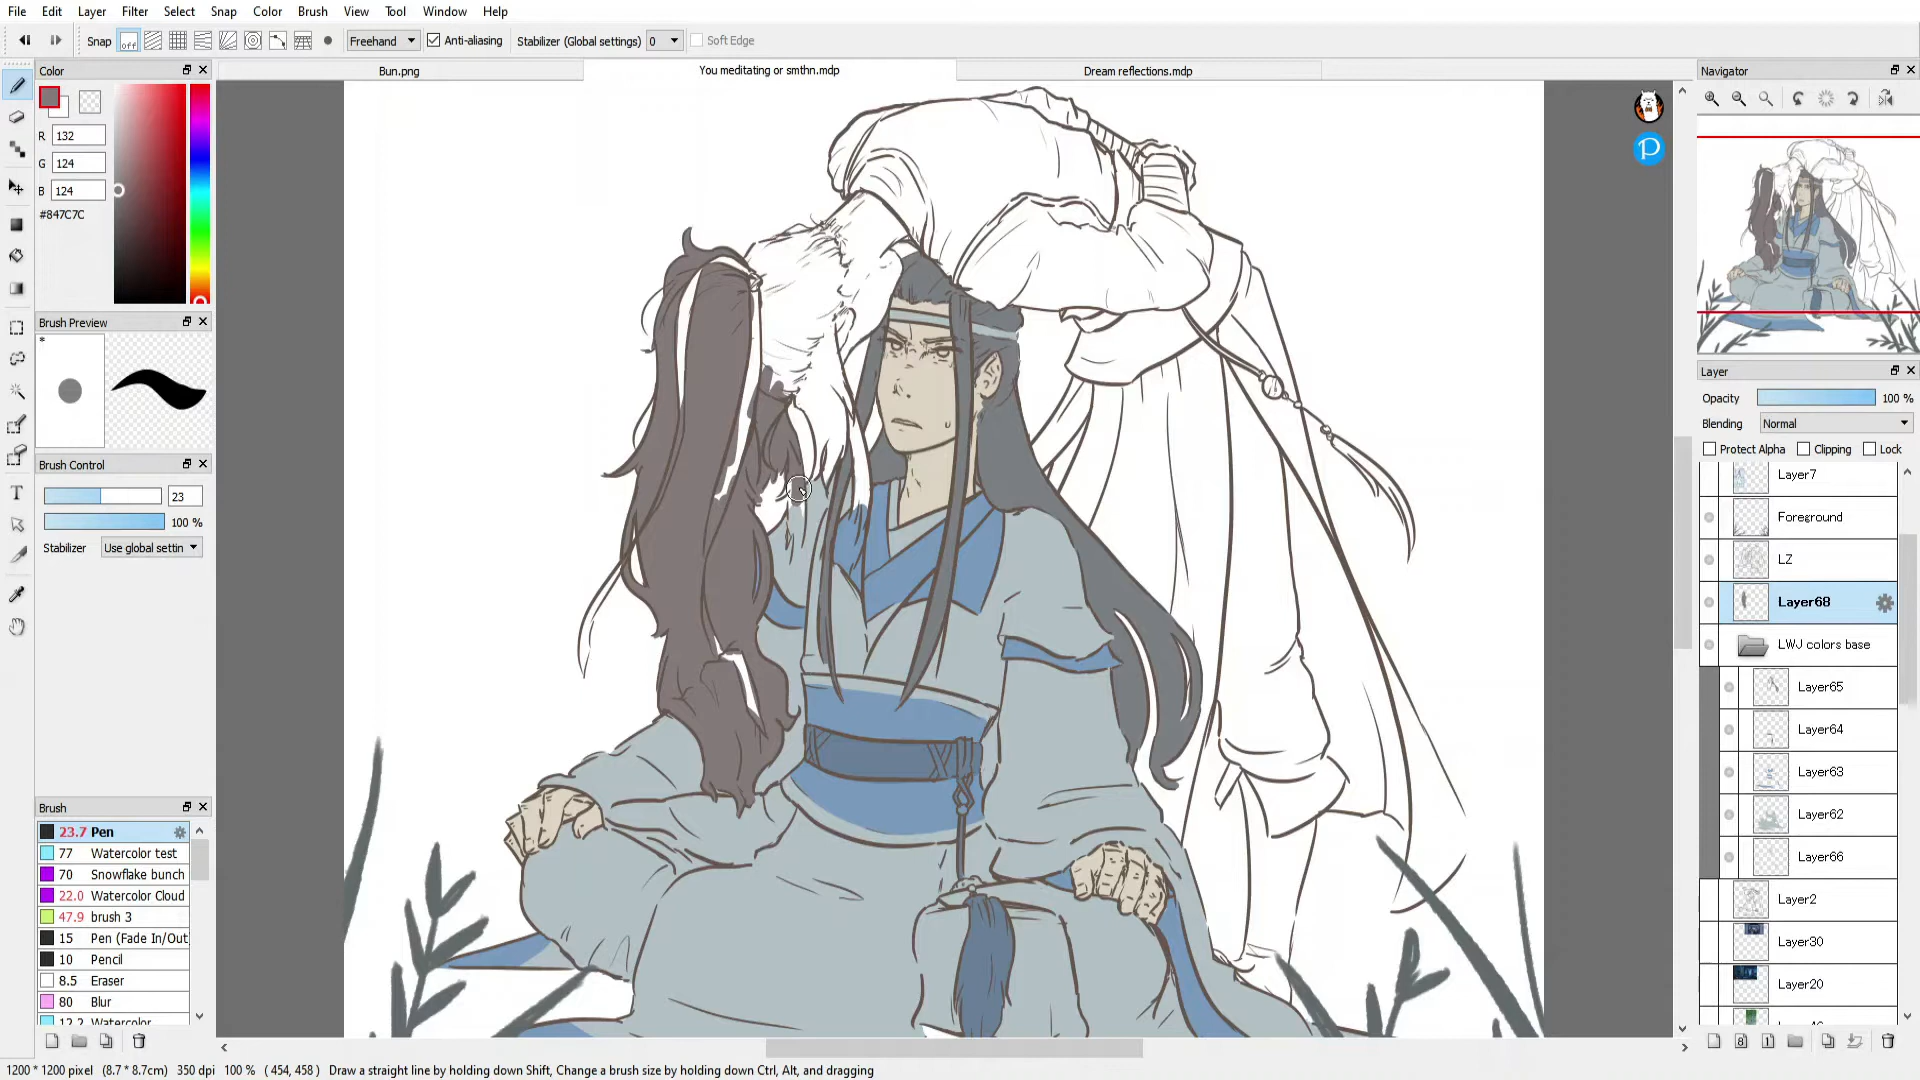 File Edit Layer Filter Select Snap Color Brush View Tool Window Help
Snap off Freehand Anti-aliasing Stabilizer (Global settings) 0 Soft Edge
Color
R 132
G 124
B 124
#847C7C
Brush Preview
*
Brush Control
23
100 %
Stabilizer Use global settin
Brush
23.7 Pen
77 Watercolor test
70 Snowflake bunch
22.0 Watercolor Cloud
47.9 brush 3
15 Pen (Fade In/Out
10 Pencil
8.5 Eraser
80 Blur
12.2 Watercolor
Bun.png You meditating or smthn.mdp Dream reflections.mdp
P
Navigator
Layer
Opacity 100 %
Blending Normal
Protect Alpha Clipping Lock
Layer7
Foreground
LZ
Layer68
LWJ colors base
Layer65
Layer64
Layer63
Layer62
Layer66
Layer2
Layer30
Layer20
8 1
1200 * 1200 pixel (8.7 * 8.7cm) 350 dpi 100 % ( 454, 458 ) Draw a straight line by holding down Shift, Change a brush size by holding down Ctrl, Alt, and dragging